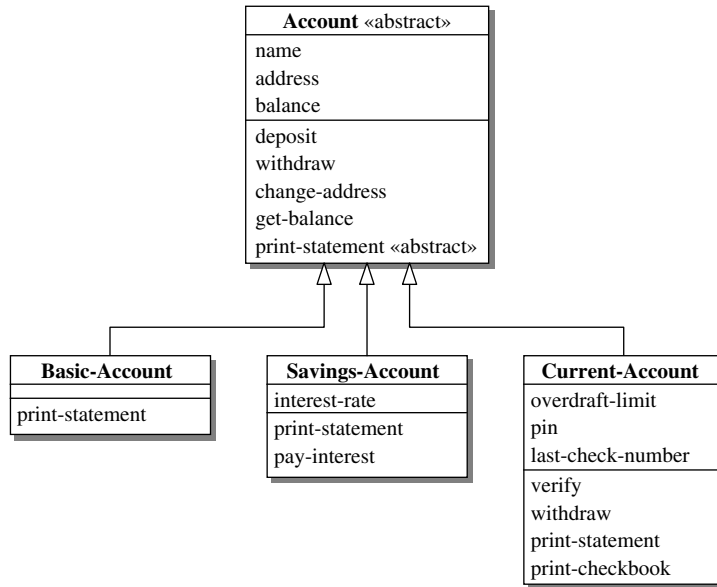 Account «abstract»
name
address
balance
deposit
withdraw
change-address
get-balance
print-statement «abstract»
Basic-Account
print-statement
Savings-Account
interest-rate
print-statement
pay-interest
Current-Account
overdraft-limit
pin
last-check-number
verify
withdraw
print-statement
print-checkbook